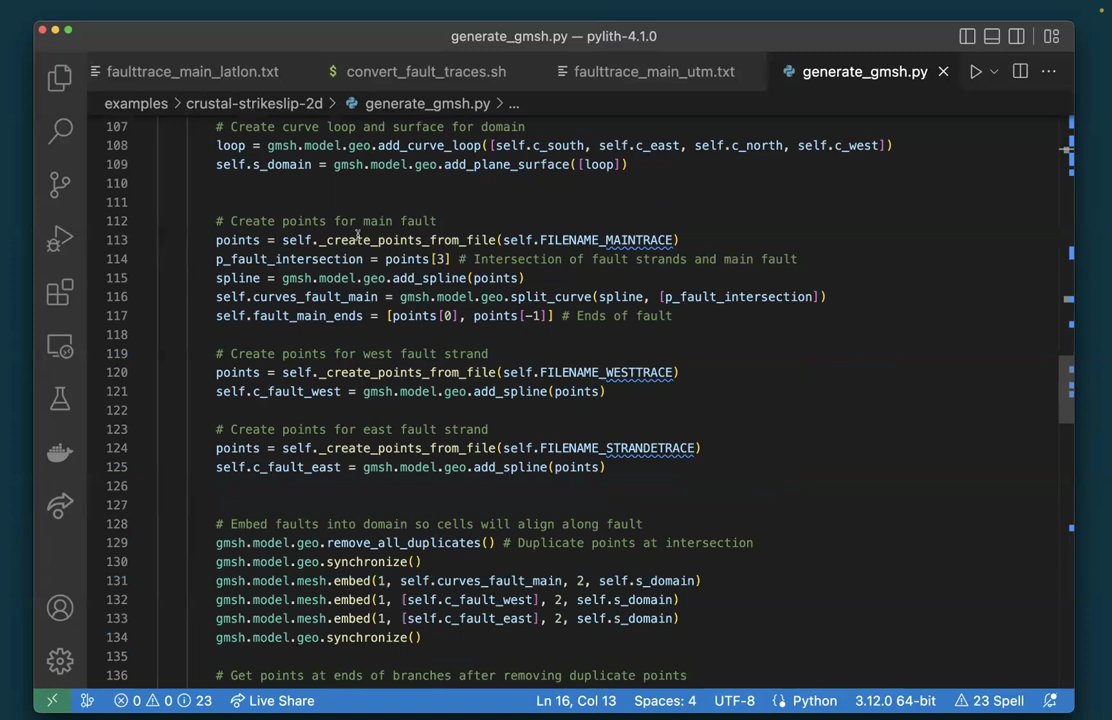 generate_gmsh.py — pylith-4.1.0
faulttrace_main_latlon.txt
$ convert_fault_traces.sh
faulttrace_main_utm.txt
generate_gmsh.py
examples > crustal-strikeslip-2d > generate_gmsh.py > ...
107 # Create curve loop and surface for domain
108 loop = gmsh.model.geo.add_curve_loop([self.c_south, self.c_east, self.c_north, self.c_west])
109 self.s_domain = gmsh.model.geo.add_plane_surface([loop])
110
111
112 # Create points for main fault
113 points = self._create_points_from_file(self.FILENAME_MAINTRACE)
114 p_fault_intersection = points[3] # Intersection of fault strands and main fault
115 spline = gmsh.model.geo.add_spline(points)
116 self.curves_fault_main = gmsh.model.geo.split_curve(spline, [p_fault_intersection])
117 self.fault_main_ends = [points[0], points[-1]] # Ends of fault
118
119 # Create points for west fault strand
120 points = self._create_points_from_file(self.FILENAME_WESTTRACE)
121 self.c_fault_west = gmsh.model.geo.add_spline(points)
122
123 # Create points for east fault strand
124 points = self._create_points_from_file(self.FILENAME_STRANDETRACE)
125 self.c_fault_east = gmsh.model.geo.add_spline(points)
126
127
128 # Embed faults into domain so cells will align along fault
129 gmsh.model.geo.remove_all_duplicates() # Duplicate points at intersection
130 gmsh.model.geo.synchronize()
131 gmsh.model.mesh.embed(1, self.curves_fault_main, 2, self.s_domain)
132 gmsh.model.mesh.embed(1, [self.c_fault_west], 2, self.s_domain)
133 gmsh.model.mesh.embed(1, [self.c_fault_east], 2, self.s_domain)
134 gmsh.model.geo.synchronize()
135
136 # Get points at ends of branches after removing duplicate points
0 0 23 Live Share Ln 16, Col 13 Spaces: 4 UTF-8 Python 3.12.0 64-bit 23 Spell